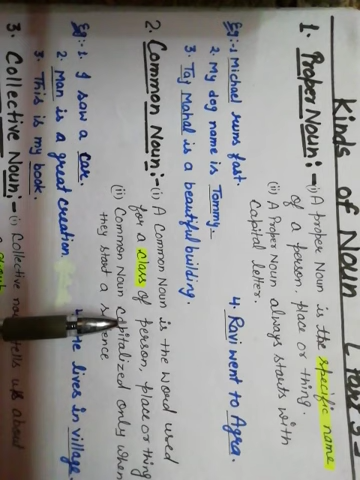 Kinds of Noun
1. Proper Noun:- (i) A proper Noun is the specific name
of a person, place or thing.
(ii) A Proper Noun always starts with
Capital letter.
Eg:-1 Michael runs fast.
2. My dog name is Tommy.
3. Taj Mahal is a beautiful building.
4. Ravi went to Agra.
2. Common Noun:- (i) A Common Noun is the word used
for a class of person, place or thing
(ii) Common Noun capitalized only when
they start a
Eg:-1. I saw a car.
2. Man is a great creation.
3. This is my book.
lives in village.
3. Collective Noun:- (i) Collective tells us about